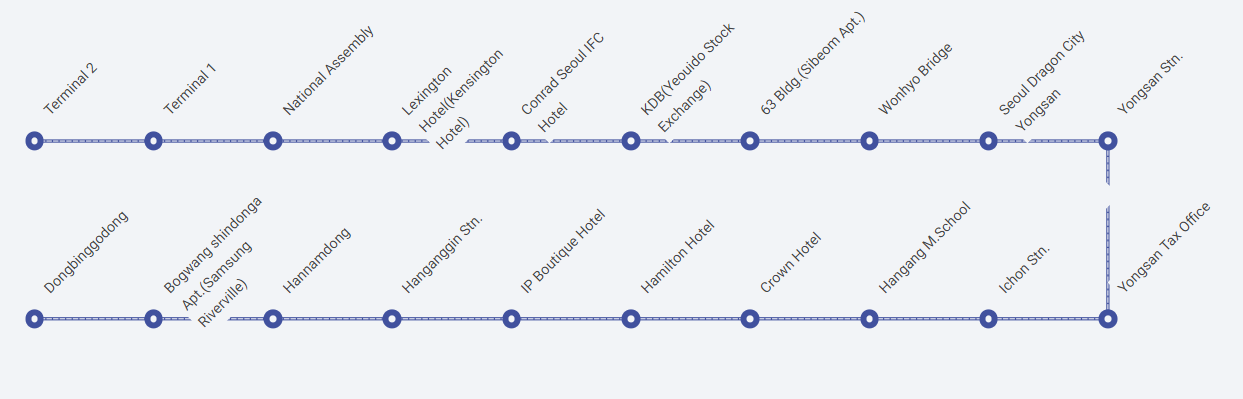 Terminal 2
Terminal 1
National Assembly
Lexington
Hotel(Kensington
Hotel)
Conrad Seoul IFC
Hotel
KDB(Yeouido Stock
Exchange)
63 Bldg.(Sibeom Apt.)
Wonhyo Bridge
Seoul Dragon City
Yongsan
Yongsan Stn.
Dongbinggodong
Bogwang shindonga
Apt.(Samsung
Riverville)
Hannamdong
Hanganggin Stn.
IP Boutique Hotel
Hamilton Hotel
Crown Hotel
Hangang M.School
Ichon Stn.
Yongsan Tax Office